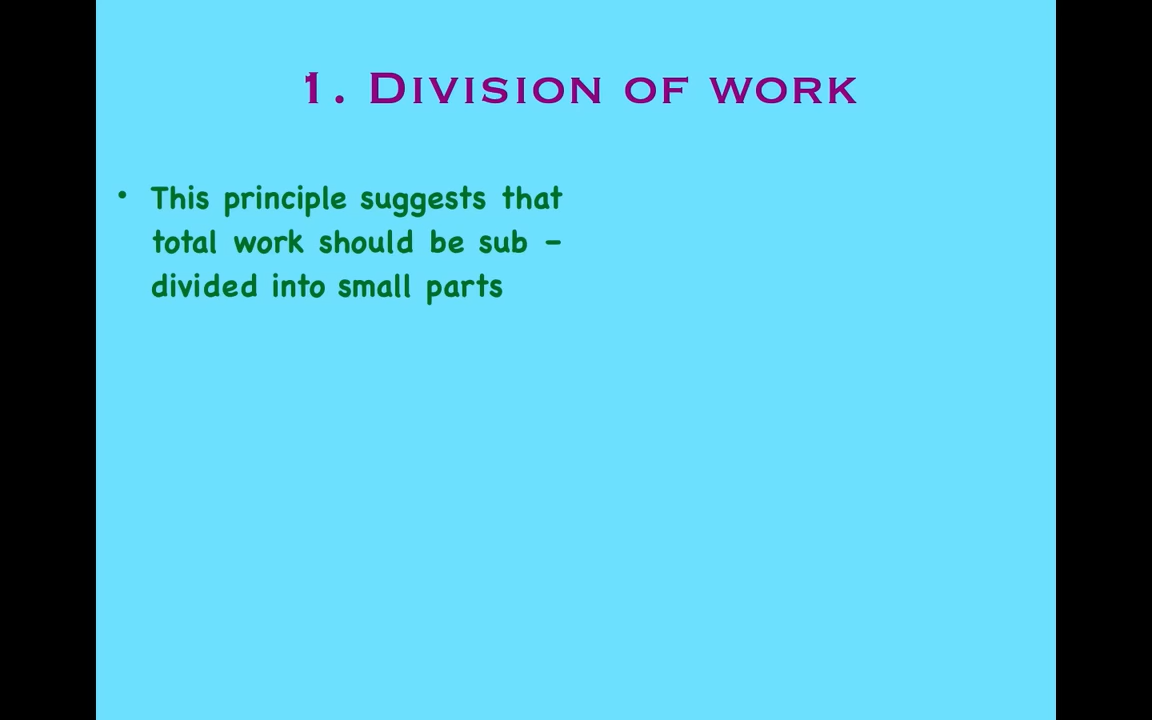 1. Division of work
• This principle suggests that
total work should be sub -
divided into small parts